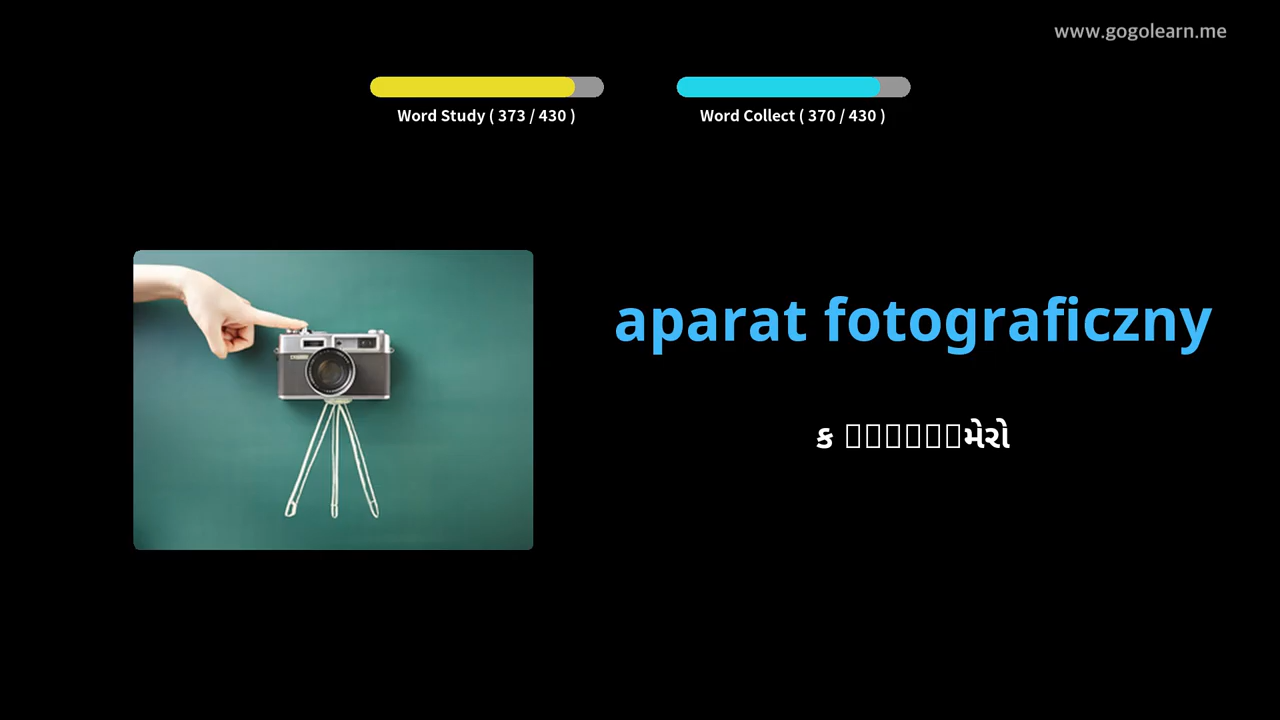 www.gogolearn.me
Word Study ( 373 / 430 )
Word Collect ( 370 / 430 )
aparat fotograficzny
ક □□□□□□મેરો